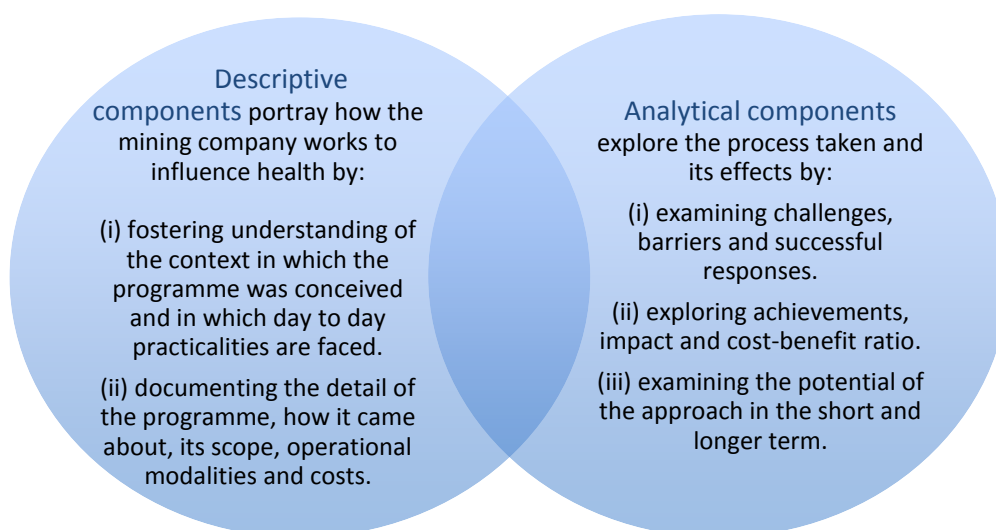 Descriptive
components portray how the
mining company works to
influence health by:
(i) fostering understanding of
the context in which the
programme was conceived
and in which day to day
practicalities are faced.
(ii) documenting the detail of
the programme, how it came
about, its scope, operational
modalities and costs.
Analytical components
explore the process taken and
its effects by:
(i) examining challenges,
barriers and successful
responses.
(ii) exploring achievements,
impact and cost-benefit ratio.
(iii) examining the potential of
the approach in the short and
longer term.